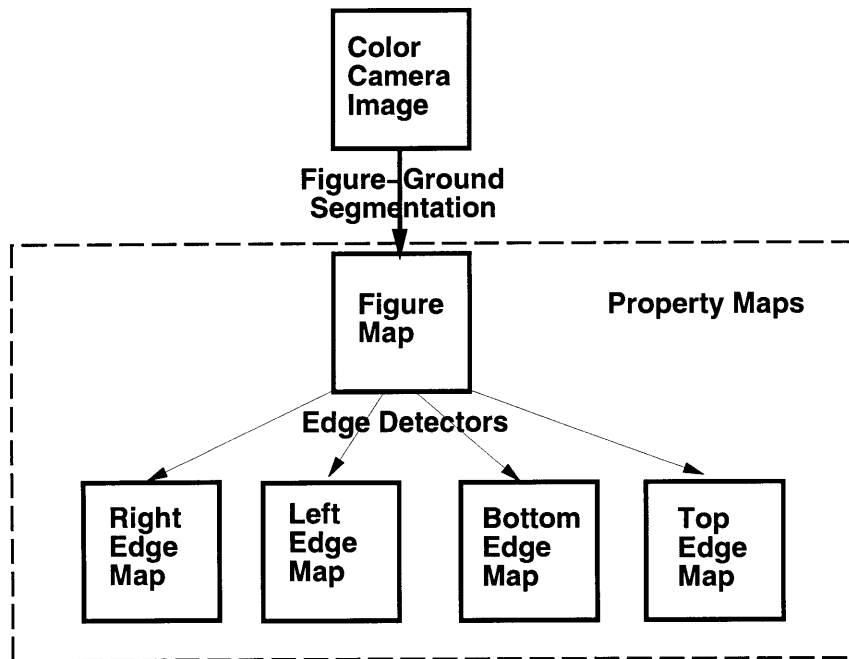 Color
Camera
Image
Figure–Ground
Segmentation
Figure
Map
Property Maps
Edge Detectors
Right
Edge
Map
Left
Edge
Map
Bottom
Edge
Map
Top
Edge
Map